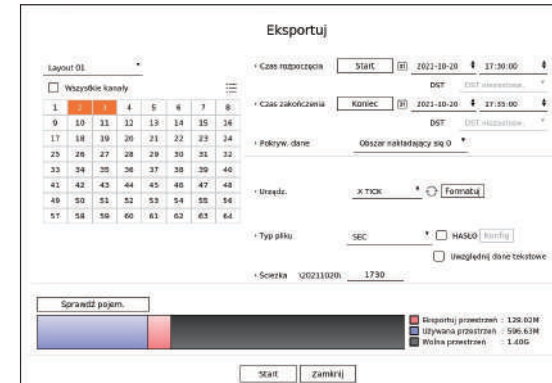 Eksportuj
Layout 01
Wszystkie kanały
1 2 3 4 5 6 7 8
9 10 11 12 13 14 15 16
17 18 19 20 21 22 23 24
25 26 27 28 29 30 31 32
33 34 35 36 37 38 39 40
41 42 43 44 45 46 47 48
49 50 51 52 53 54 55 56
57 58 59 60 61 62 63 64
Czas rozpoczęcia Start 2021-10-20 17:30:00
DST DST niezastosow.
Czas zakończenia Koniec 2021-10-20 17:35:00
DST DST niezastosow.
Pokryw. dane Obszar nakładający się 0
Urządz. X TICK Formatuj
Typ pliku SEC HASŁO Konfig
Uwzględnij dane tekstowe
Ścieżka \20211020\ 1730
Sprawdź pojem.
Eksportuj przestrzeń : 128.02M
Używana przestrzeń : 596.63M
Wolna przestrzeń : 1.40G
Start Zamknij